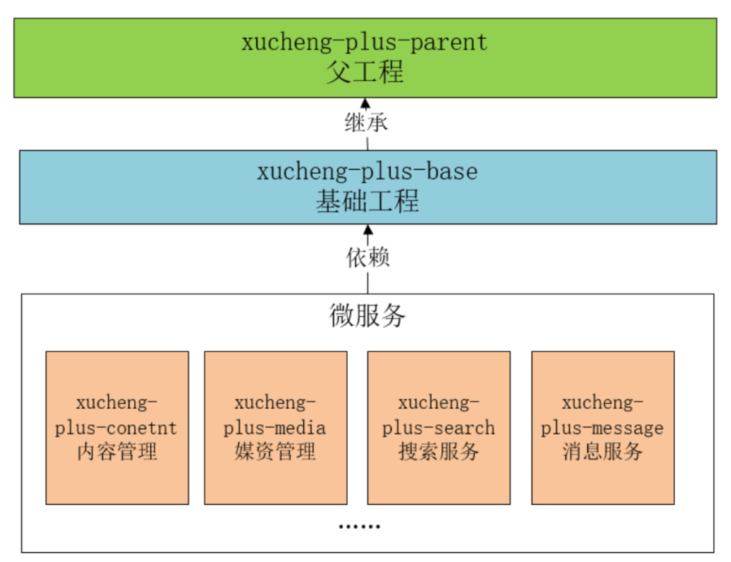 xucheng-plus-parent
父工程
继承
xucheng-plus-base
基础工程
依赖
微服务
xucheng-
plus-conetnt
内容管理
xucheng-
plus-media
媒资管理
xucheng-
plus-search
搜索服务
xucheng-
plus-message
消息服务
......